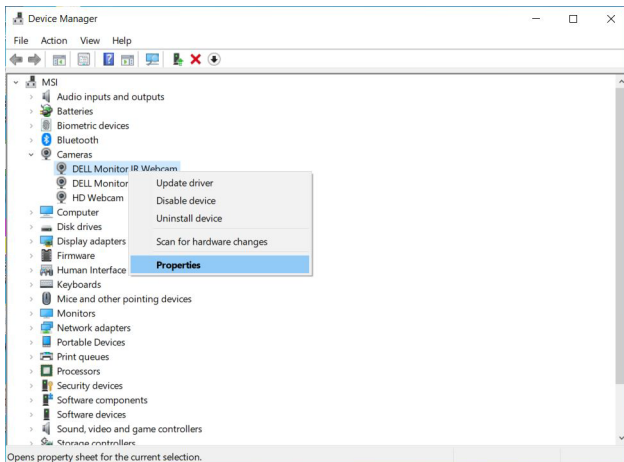 Device Manager
File Action View Help
MSI
Audio inputs and outputs
Batteries
Biometric devices
Bluetooth
Cameras
DELL Monitor IR Webcam
DELL Monitor
HD Webcam
Update driver
Disable device
Uninstall device
Scan for hardware changes
Properties
Computer
Disk drives
Display adapters
Firmware
Human Interface
Keyboards
Mice and other pointing devices
Monitors
Network adapters
Portable Devices
Print queues
Processors
Security devices
Software components
Software devices
Sound, video and game controllers
Storage controllers
Opens property sheet for the current selection.